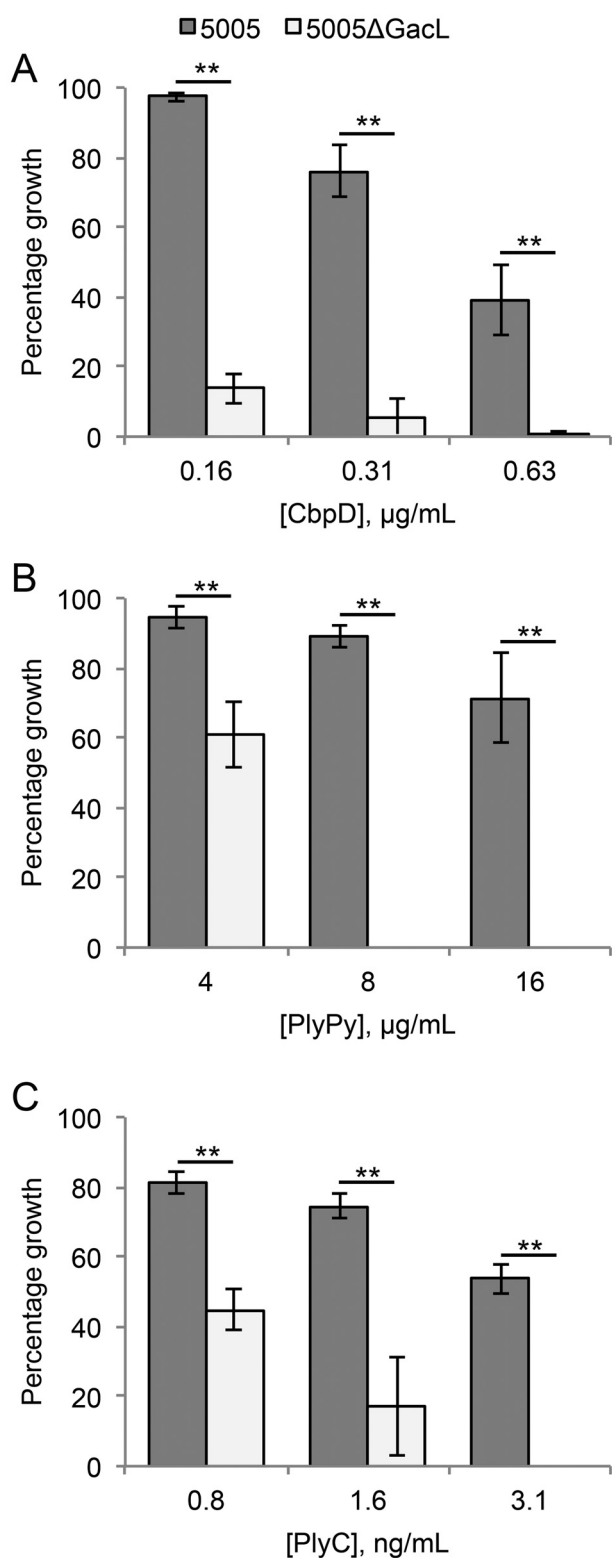 5005 5005ΔGacL
A
**
100
**
80
Percentage growth
60
**
40
20
0
0.16 0.31 0.63
[CbpD], µg/mL
B
100
**
**
80
**
Percentage growth
60
40
20
0
4 8 16
[PlyPy], µg/mL
C
100
**
80
**
Percentage growth
60
**
40
20
0
0.8 1.6 3.1
[PlyC], ng/mL